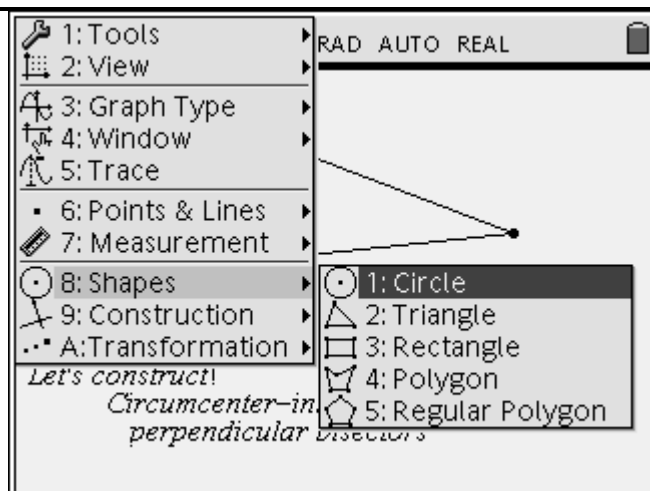 1: Tools
RAD AUTO REAL
2: View
3: Graph Type
4: Window
5: Trace
6: Points & Lines
7: Measurement
8: Shapes
1: Circle
9: Construction
2: Triangle
A:Transformation
3: Rectangle
Let's construct!
4: Polygon
Circumcenter–in
5: Regular Polygon
perpendicular bisectors